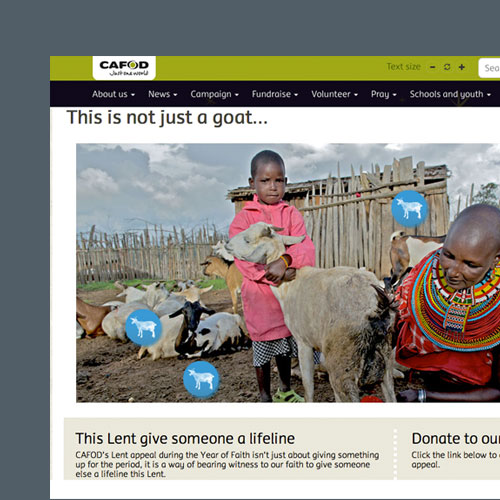 CAFOD
Just one world
Text size
Sea
About us
News
Campaign
Fundraise
Volunteer
Pray
Schools and youth
This is not just a goat...
This Lent give someone a lifeline
CAFOD's Lent appeal during the Year of Faith isn't just about giving something
up for the period, it is a way of bearing witness to our faith to give someone
else a lifeline this Lent.
Donate to our
Click the link below to
appeal.